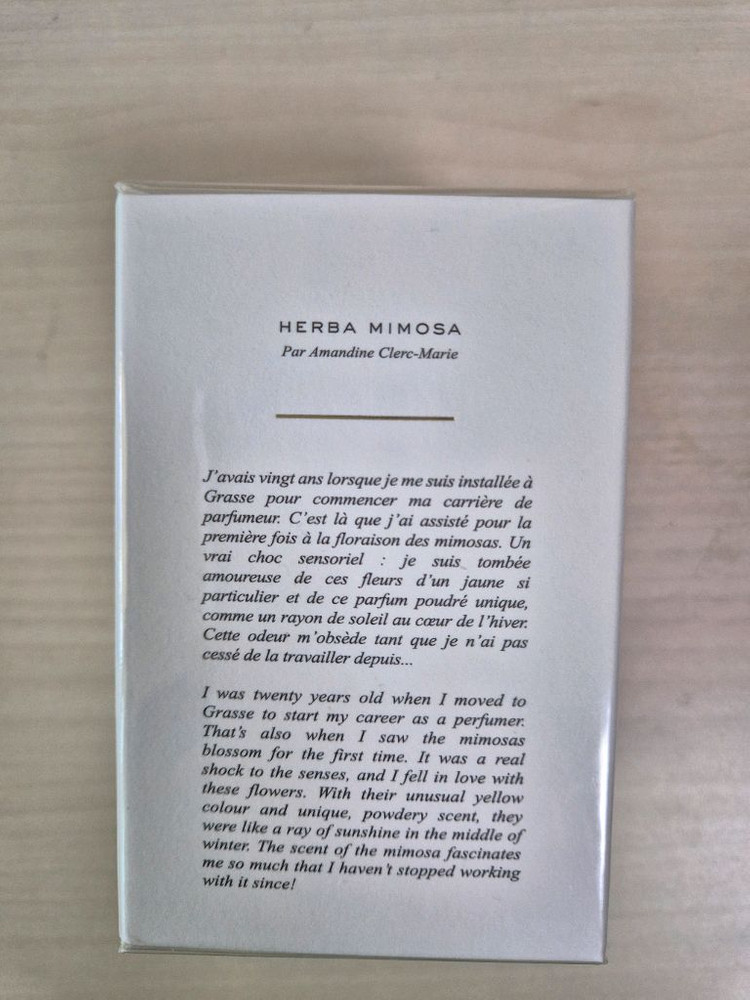 HERBA MIMOSA
Par Amandine Clerc-Marie
J'avais vingt ans lorsque je me suis installée à
Grasse pour commencer ma carrière de
parfumeur. C'est là que j'ai assisté pour la
première fois à la floraison des mimosas. Un
vrai choc sensoriel : je suis tombée
amoureuse de ces fleurs d'un jaune si
particulier et de ce parfum poudré unique,
comme un rayon de soleil au cœur de l'hiver.
Cette odeur m'obsède tant que je n'ai pas
cessé de la travailler depuis...
I was twenty years old when I moved to
Grasse to start my career as a perfumer.
That's also when I saw the mimosas
blossom for the first time. It was a real
shock to the senses, and I fell in love with
these flowers. With their unusual yellow
colour and unique, powdery scent, they
were like a ray of sunshine in the middle of
winter. The scent of the mimosa fascinates
me so much that I haven't stopped working
with it since!